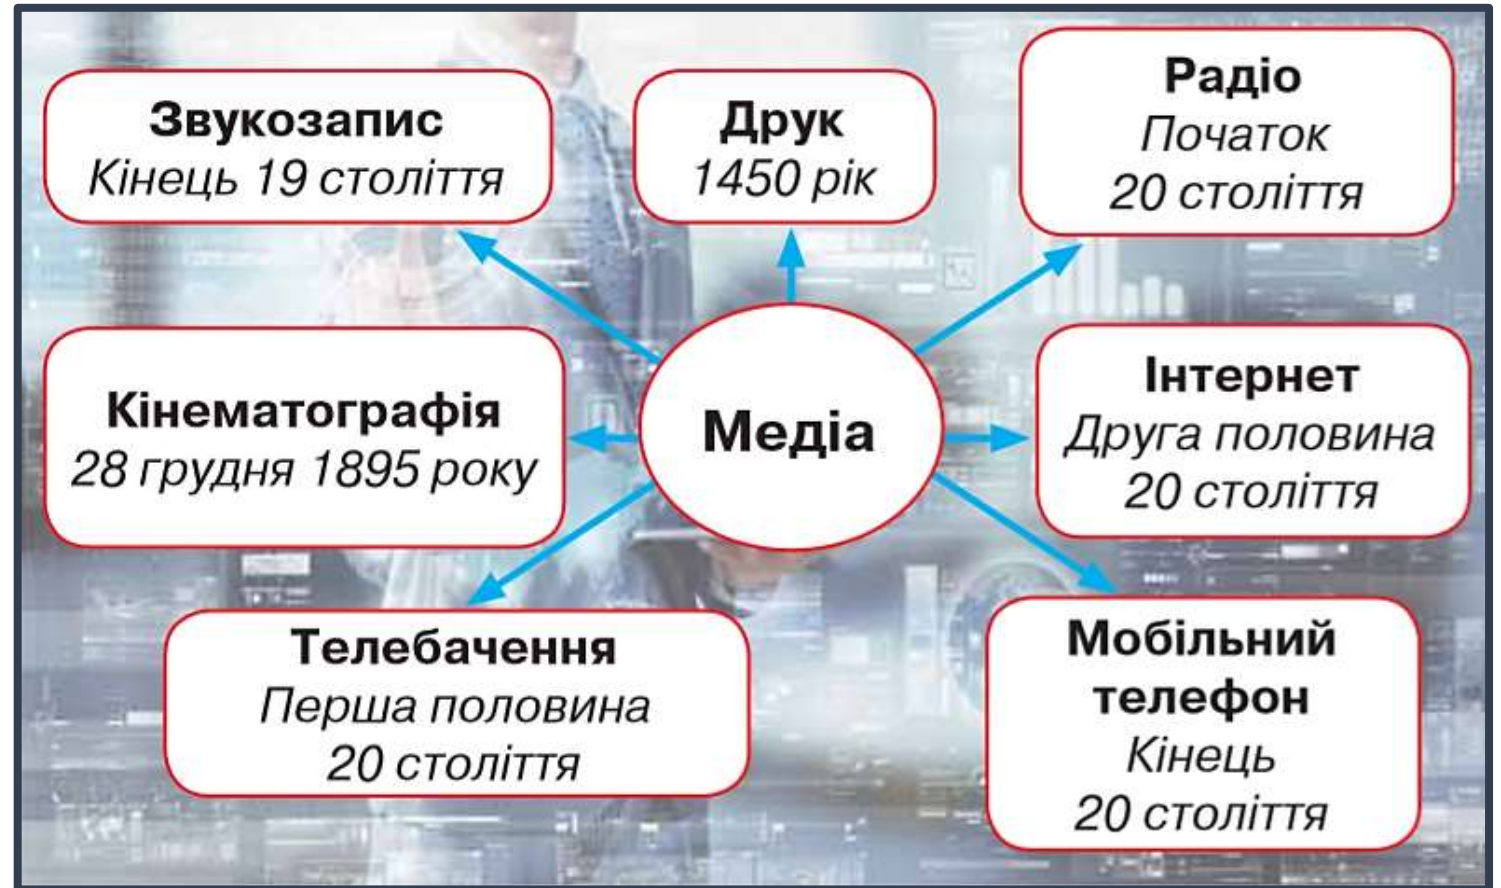 Звукозапис
Кінець 19 століття
Друк
1450 рік
Радіо
Початок
20 століття
Кінематографія
28 грудня 1895 року
Медіа
Інтернет
Друга половина
20 століття
Телебачення
Перша половина
20 століття
Мобільний
телефон
Кінець
20 століття